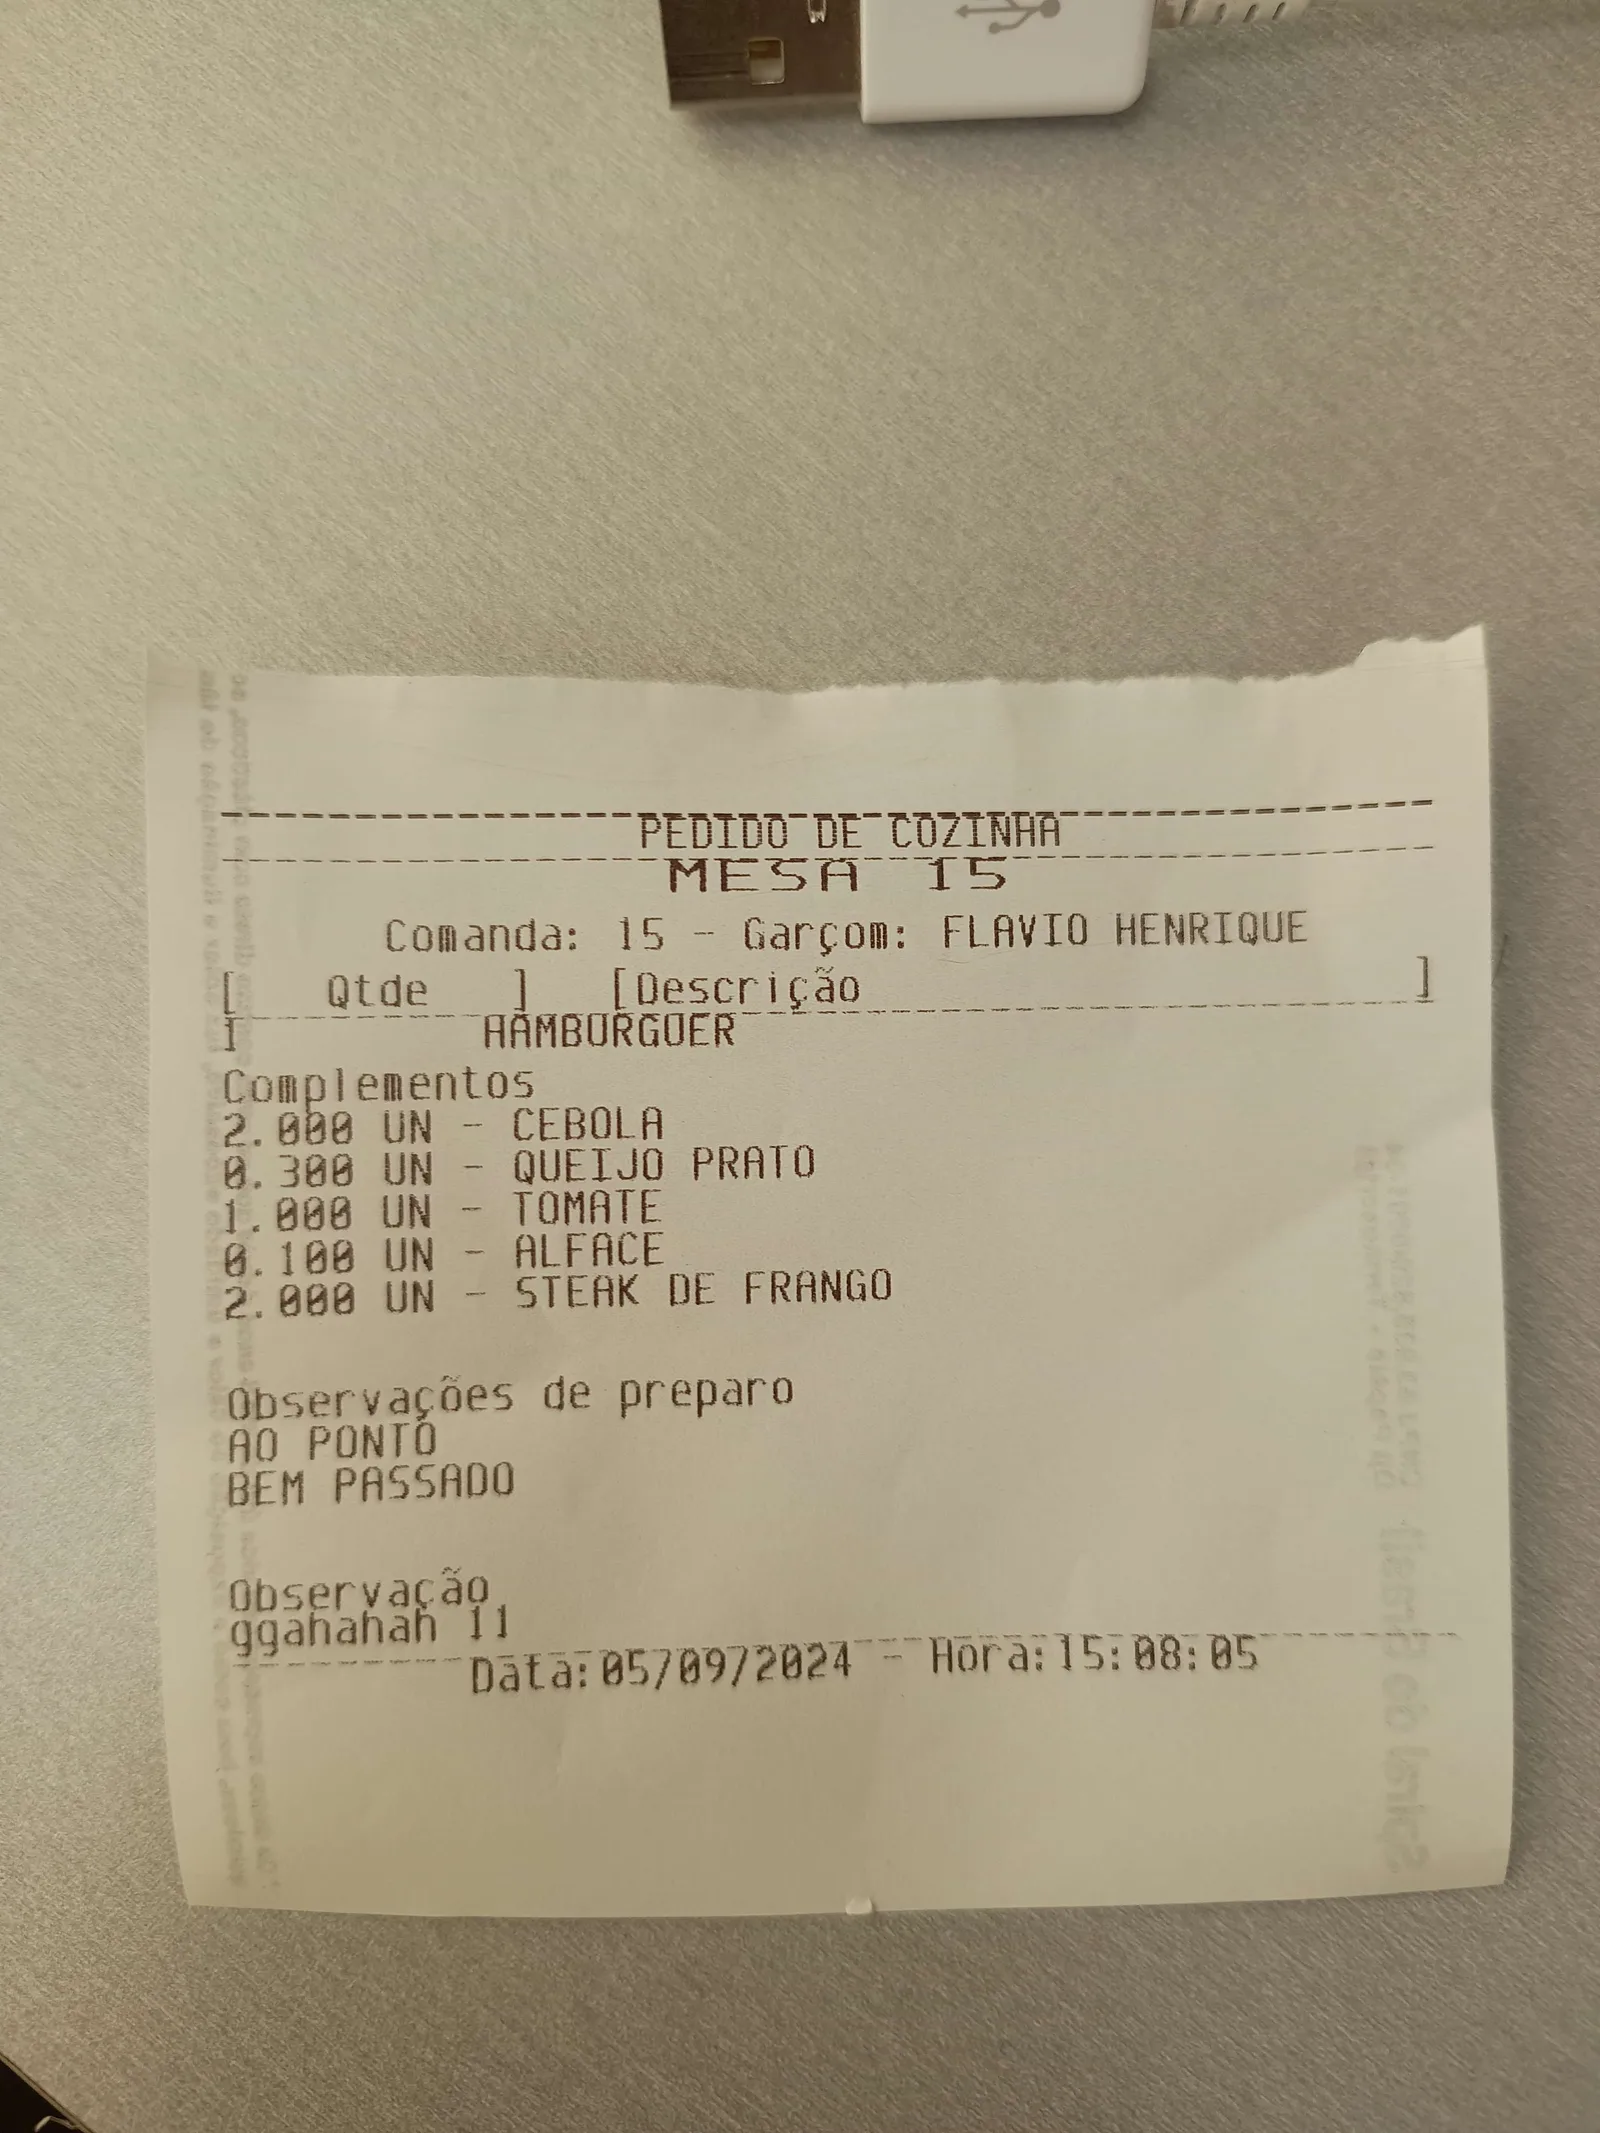 PEDIDO DE COZINHA
MESA 15
Comanda: 15 - Garçom: FLAVIO HENRIQUE
[ Qtde ] [Descrição ]
1 HAMBURGUER
Complementos
2.000 UN - CEBOLA
0.300 UN - QUEIJO PRATO
1.000 UN - TOMATE
0.100 UN - ALFACE
2.000 UN - STEAK DE FRANGO
Observações de preparo
AO PONTO
BEM PASSADO
Observação
ggahahah 11
Data:05/09/2024 - Hora:15:08:05